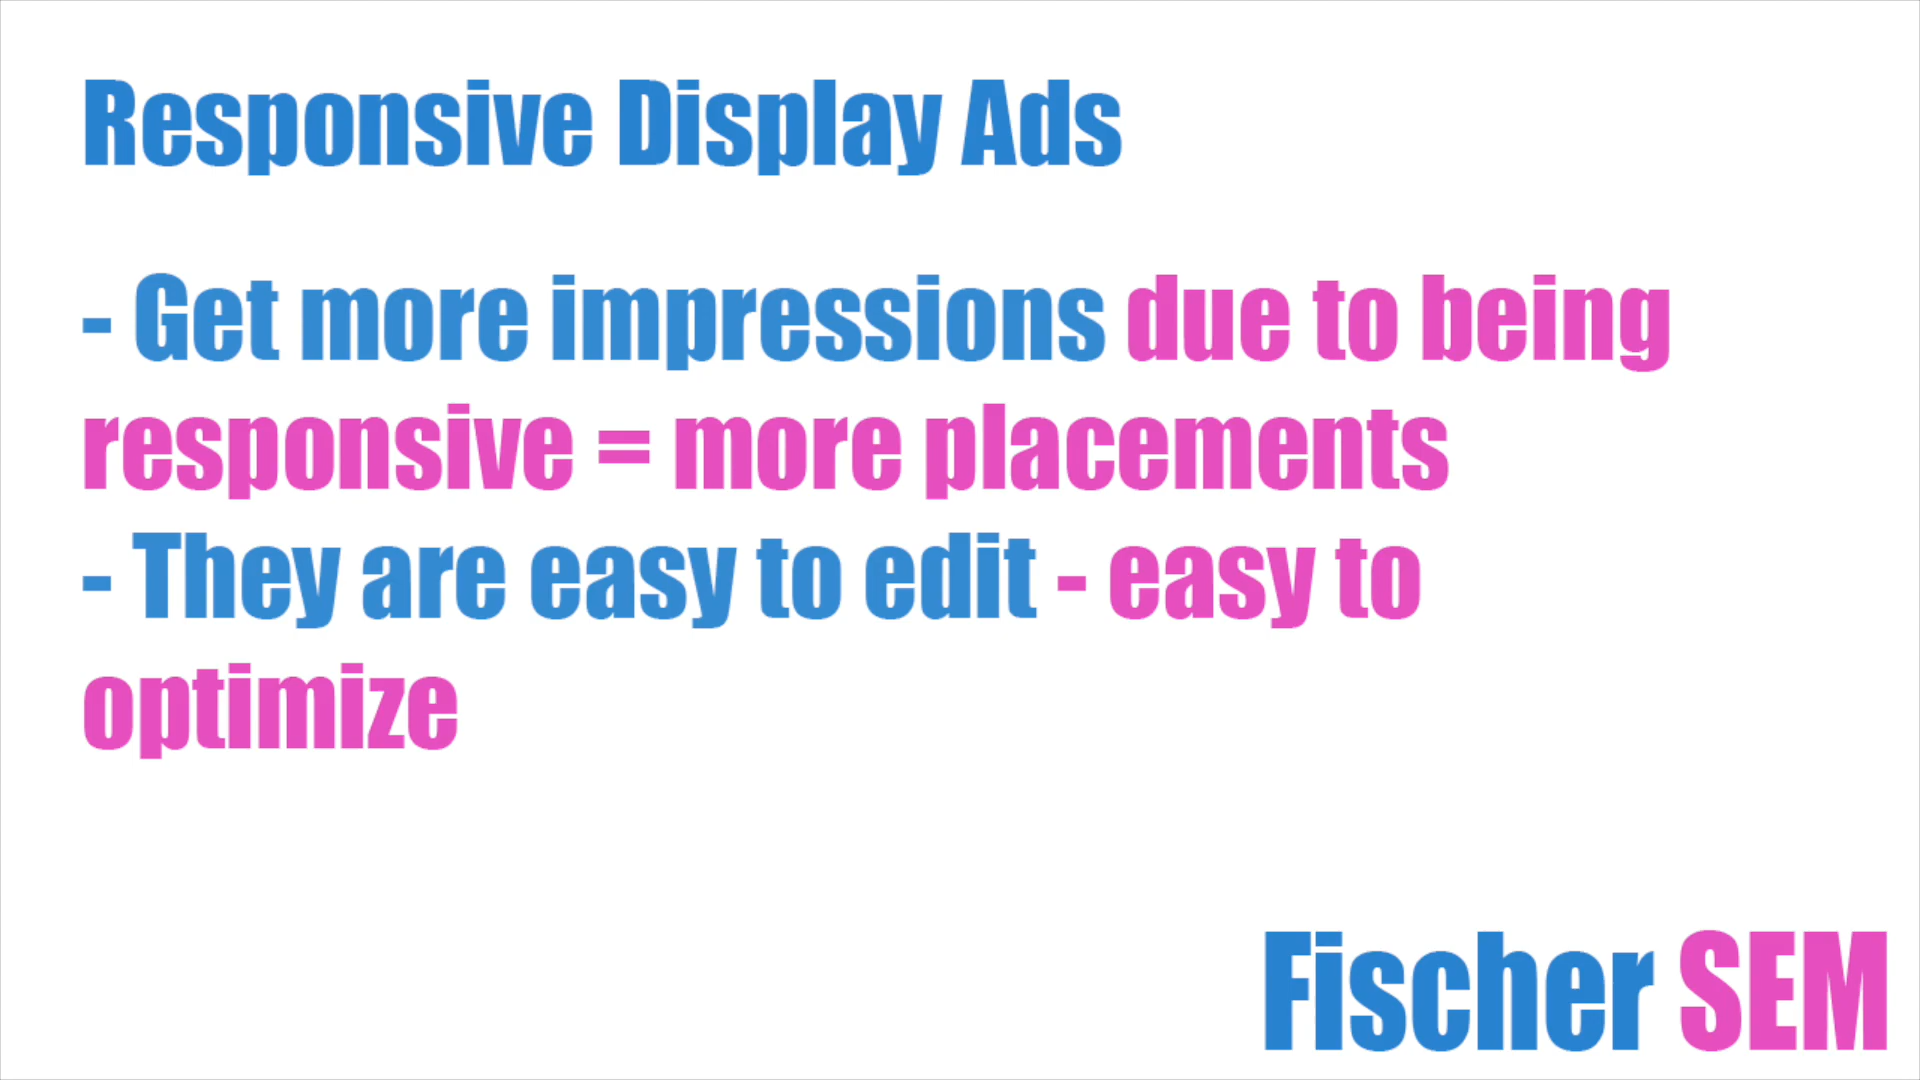 Responsive Display Ads
- Get more impressions due to being
responsive = more placements
- They are easy to edit - easy to
optimize
Fischer SEM